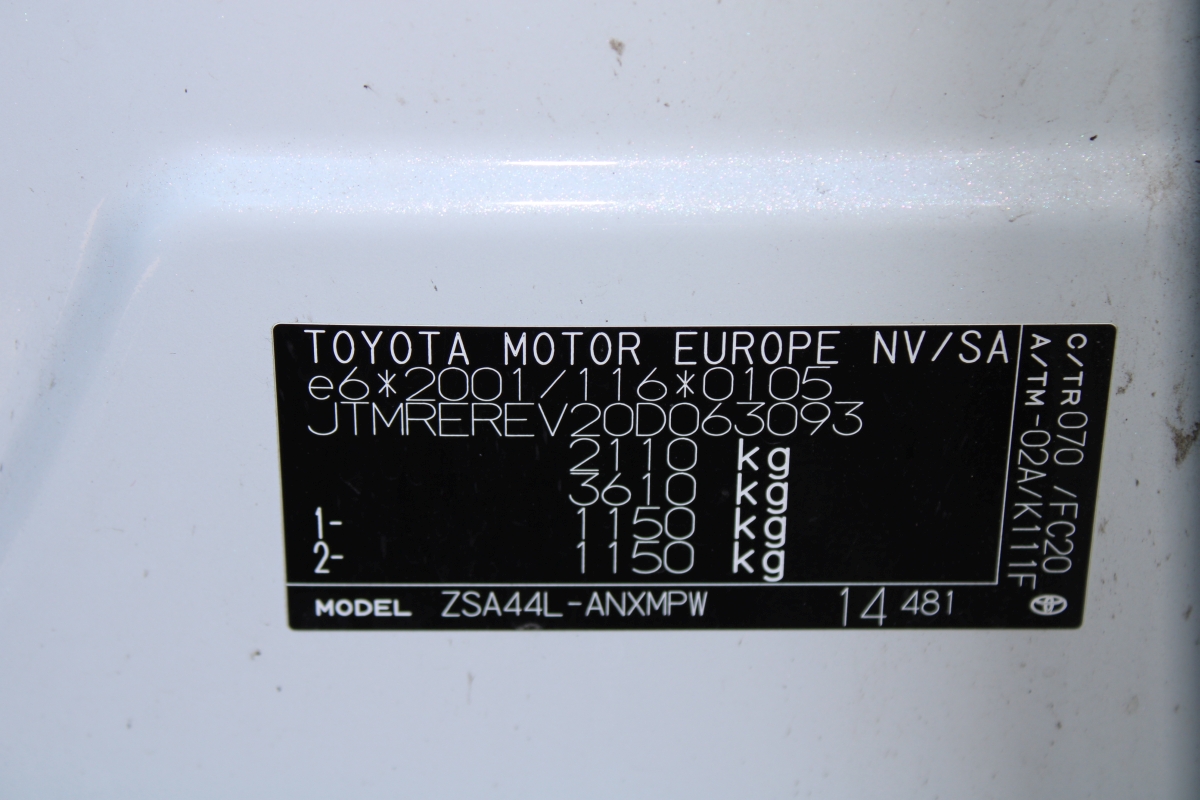 TOYOTA MOTOR EUROPE NV/SA
e6*2001/116*0105
JTMREREV20D063093
2110 kg
3610 kg
1- 1150 kg
2- 1150 kg
MODEL ZSA44L-ANXMPW 14 481
C/TR070 /FC20
A/TM-02A/K111F